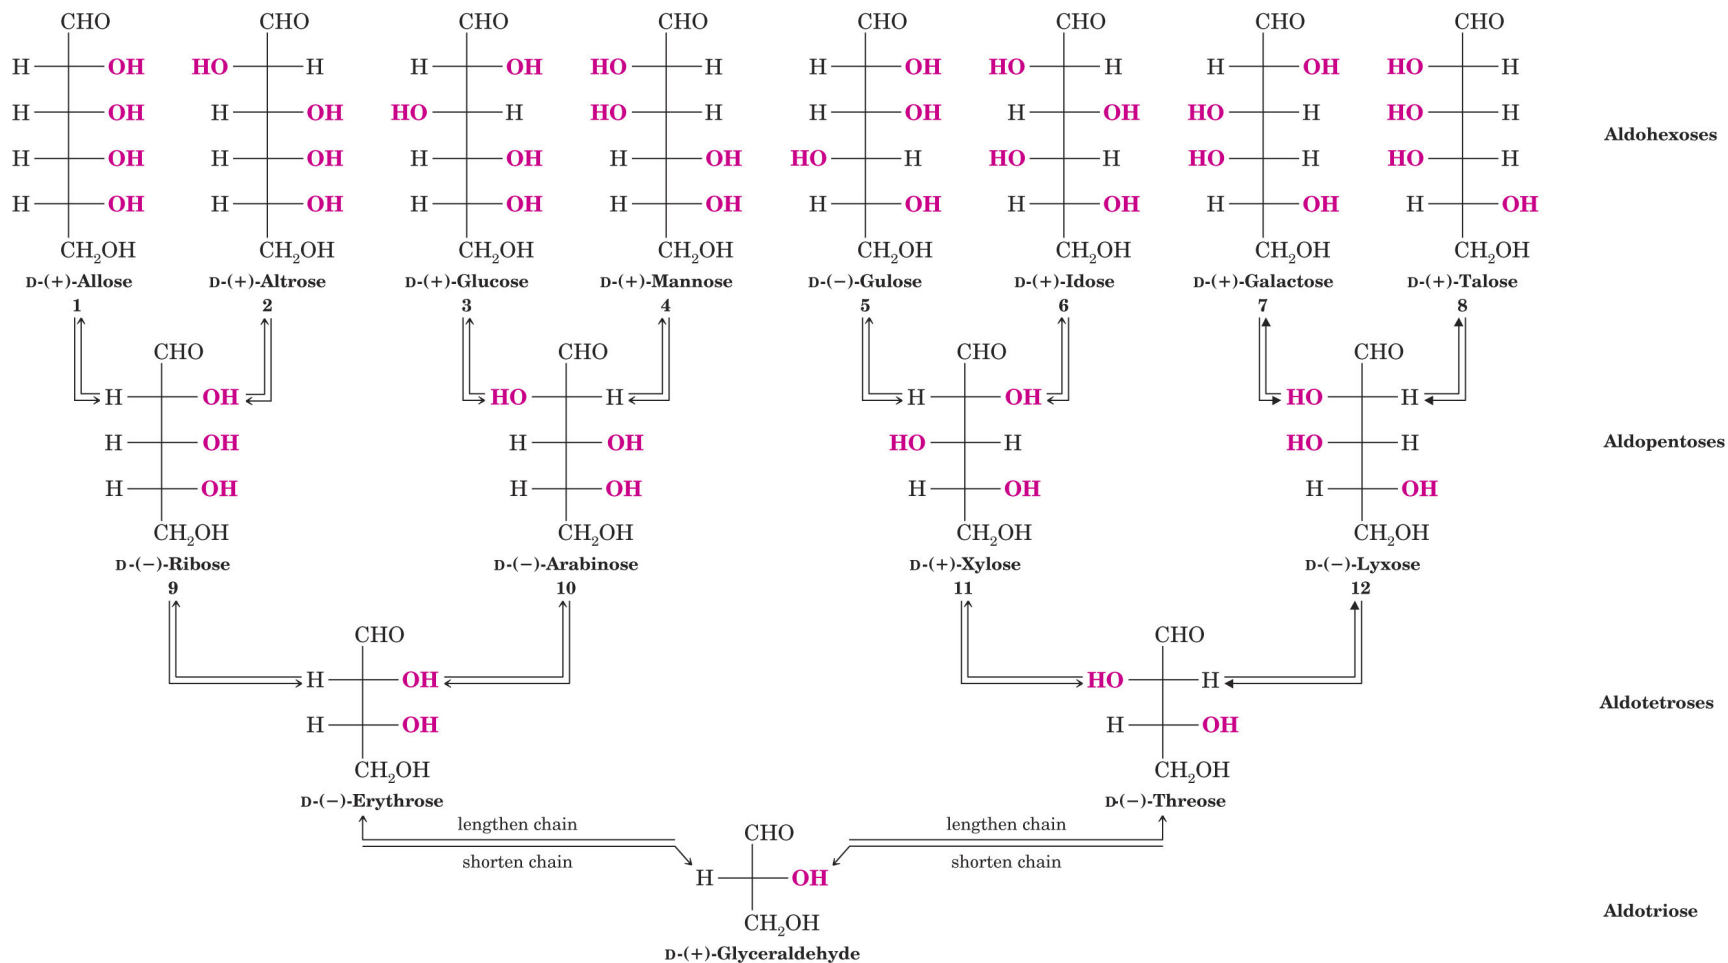 CHO CHO CHO CHO CHO CHO CHO CHO
H OH HO H H OH HO H H OH HO H H OH HO H
H OH H OH HO H HO H H OH H OH HO H HO H
Aldohexoses
H OH H OH H OH H OH HO H HO H HO H HO H
H OH H OH H OH H OH H OH H OH H OH H OH
CH₂OH CH₂OH CH₂OH CH₂OH CH₂OH CH₂OH CH₂OH CH₂OH
D-(+)-Allose D-(+)-Altrose D-(+)-Glucose D-(+)-Mannose D-(−)-Gulose D-(+)-Idose D-(+)-Galactose D-(+)-Talose
1 2 3 4 5 6 7 8
CHO CHO CHO CHO
H OH HO H H OH HO H
H OH H OH HO H HO H Aldopentoses
H OH H OH H OH H OH
CH₂OH CH₂OH CH₂OH CH₂OH
D-(−)-Ribose D-(−)-Arabinose D-(+)-Xylose D-(−)-Lyxose
9 10 11 12
CHO CHO
H OH HO H
Aldotetroses
H OH H OH
CH₂OH CH₂OH
D-(−)-Erythrose D-(−)-Threose
lengthen chain CHO lengthen chain
shorten chain shorten chain
H OH
Aldotriose
CH₂OH
D-(+)-Glyceraldehyde